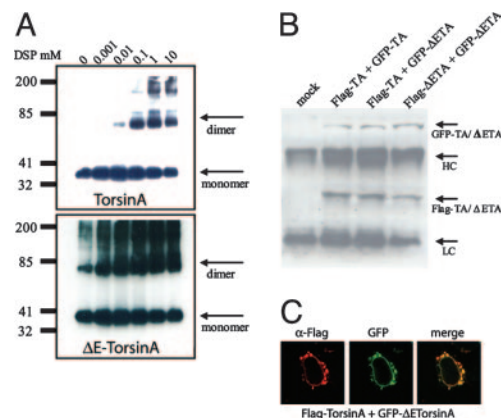 A
DSP mM 0 0.001 0.01 0.1 1 10
200
85
dimer
41
monomer
32
TorsinA
200
85
dimer
41
monomer
32
ΔE-TorsinA
B
mock Flag-TA + GFP-TA Flag-TA + GFP-ΔETA Flag-ΔETA + GFP-ΔETA
GFP-TA/ΔETA
HC
Flag-TA/ΔETA
LC
C
α-Flag GFP merge
Flag-TorsinA + GFP-ΔETorsinA